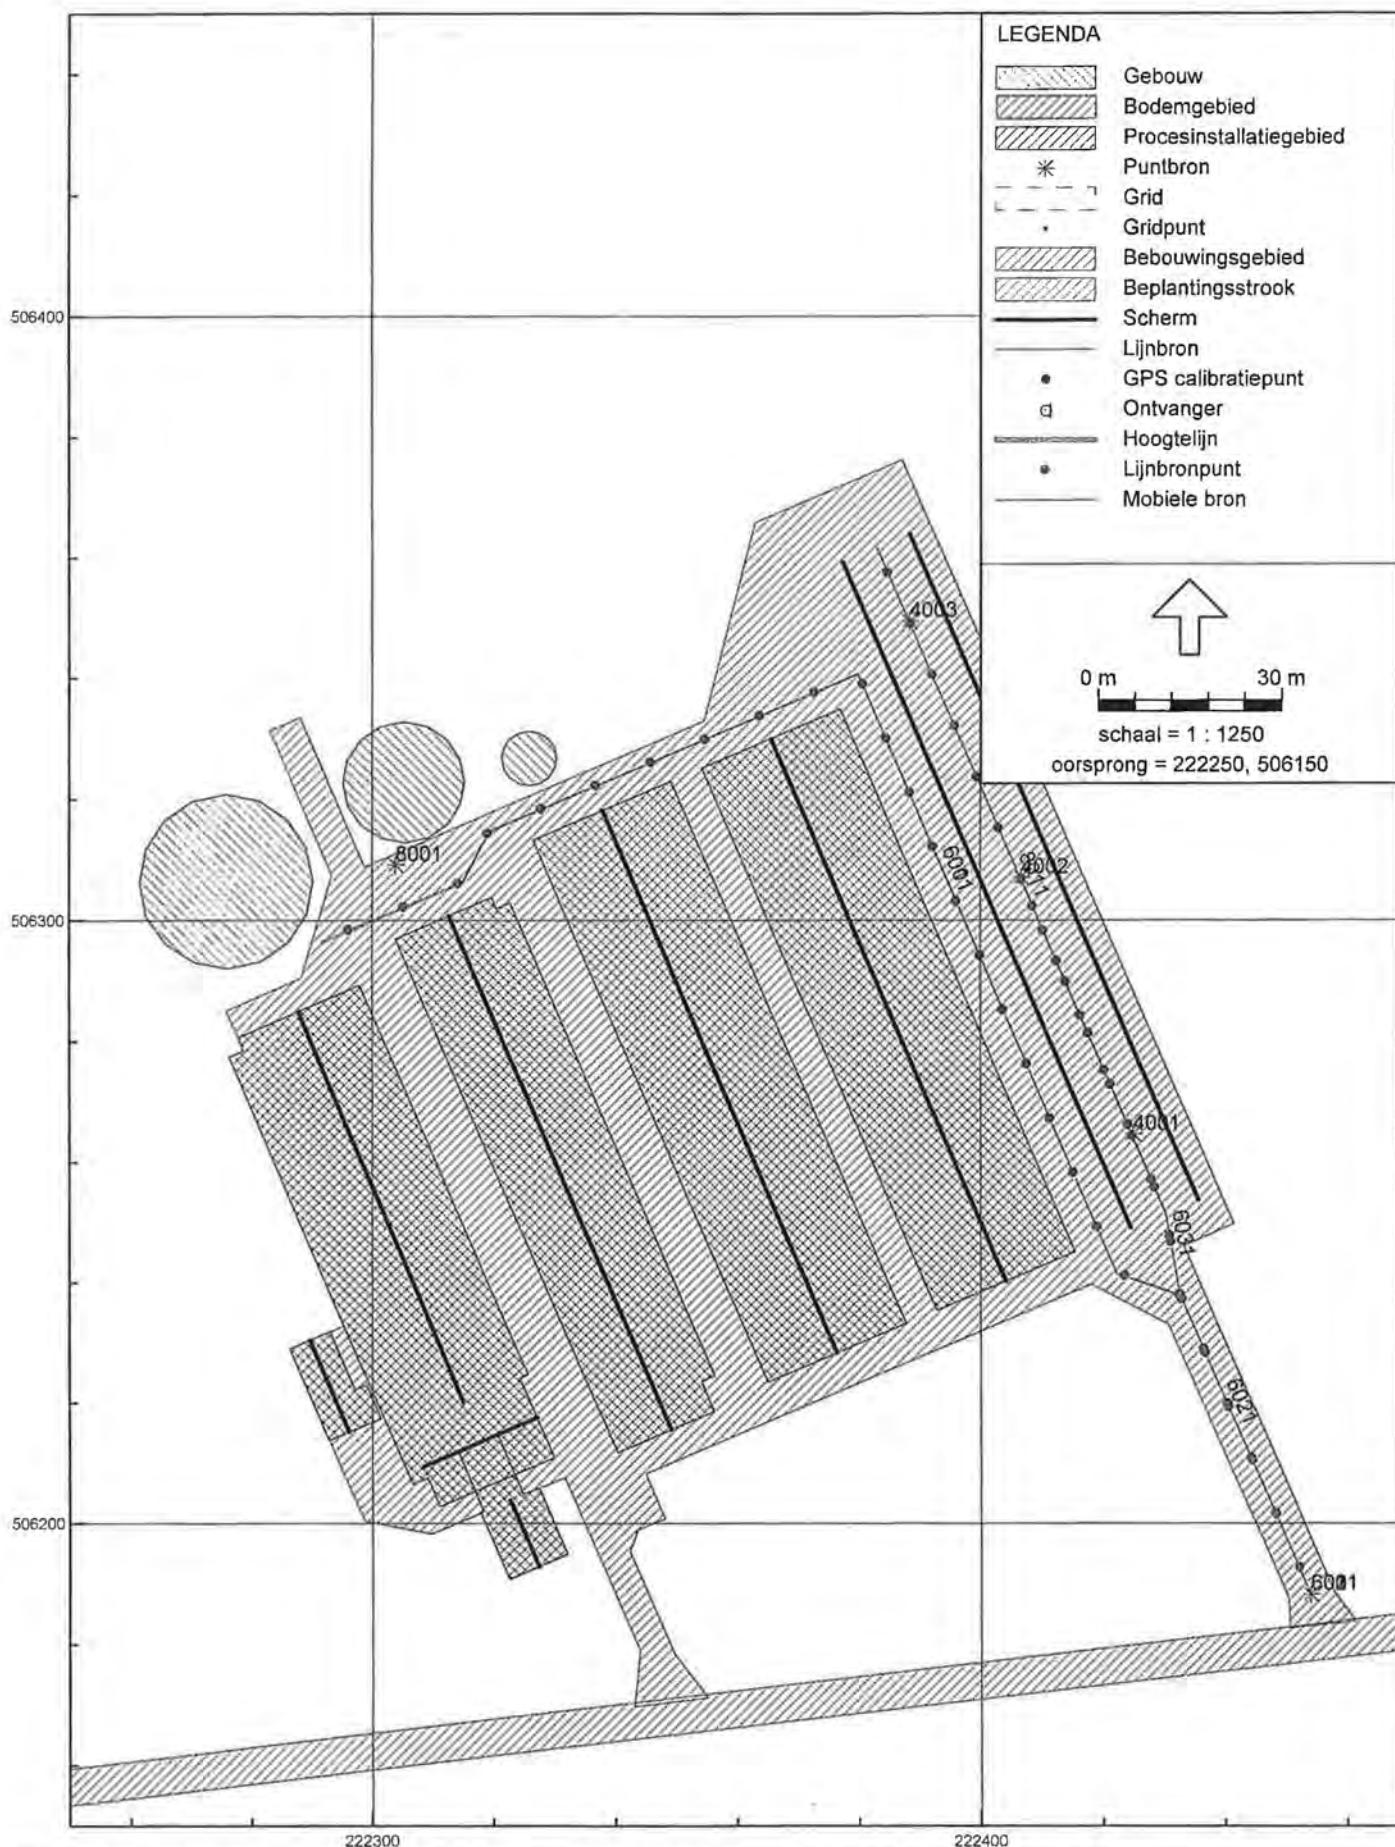 LEGENDA
Gebouw
Bodemgebied
Procesinstallatiegebied
Puntbron
Grid
Gridpunt
Bebouwingsgebied
Beplantingsstrook
Scherm
Lijnbron
GPS calibratiepunt
Ontvanger
Hoogtelijn
Lijnbronpunt
Mobiele bron
0 m 30 m
schaal = 1 : 1250
oorsprong = 222250, 506150
506400
4003
8001
6001
4002
506300
4001
6031
6021
506200
222300 222400